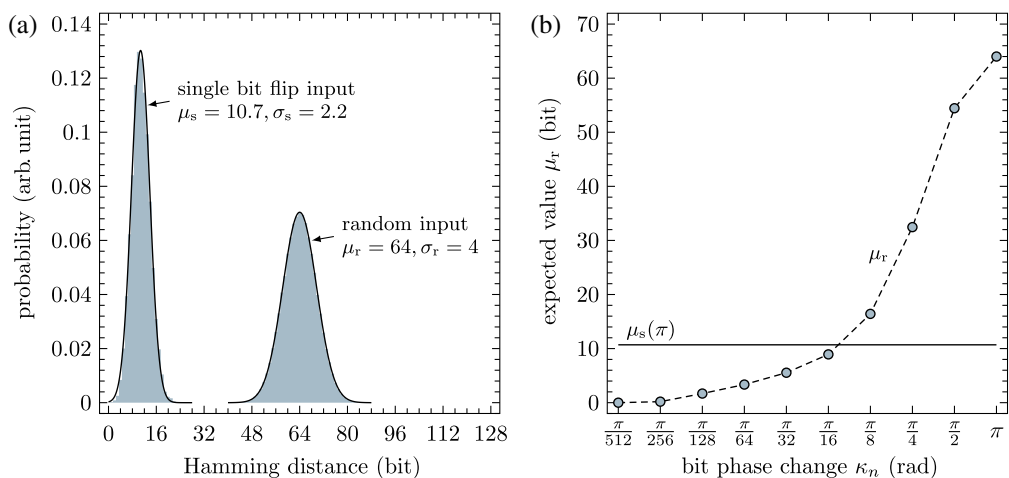 (a)
0.14
0.12
0.1
0.08
0.06
0.04
0.02
0
probability (arb. unit)
single bit flip input
μs = 10.7, σs = 2.2
random input
μr = 64, σr = 4
0 16 32 48 64 80 96 112 128
Hamming distance (bit)
(b)
70
60
50
40
30
20
10
0
expected value μr (bit)
μr
μs(π)
π/512 π/256 π/128 π/64 π/32 π/16 π/8 π/4 π/2 π
bit phase change κn (rad)